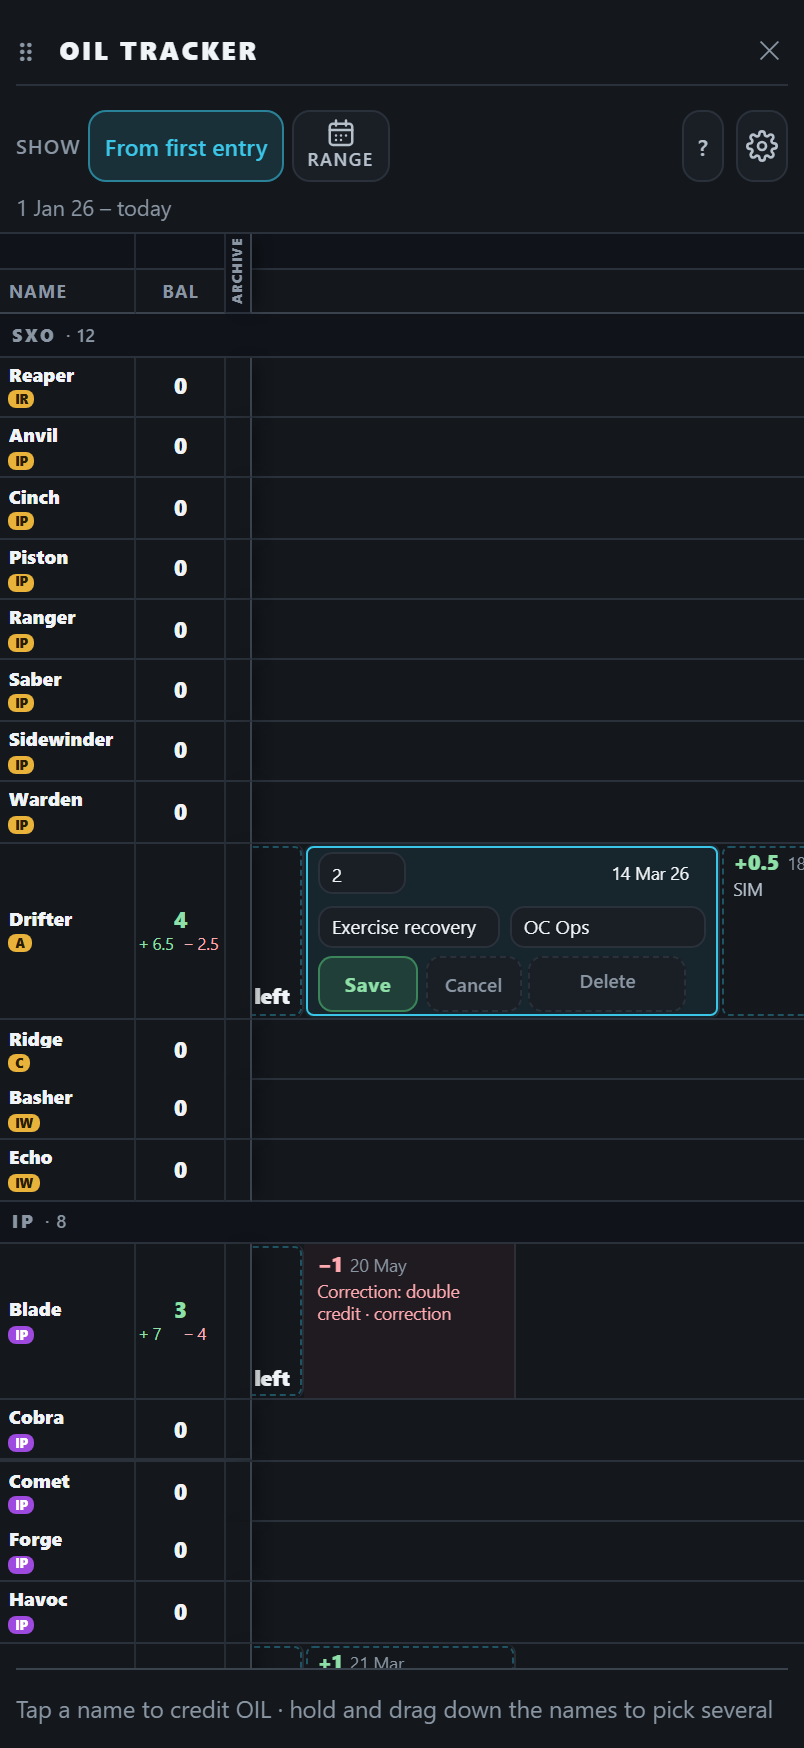 OIL TRACKER
SHOW
From first entry
RANGE
?
1 Jan 26 – today
NAME
BAL
ARCHIVE
SXO · 12
Reaper
IR
0
Anvil
IP
0
Cinch
IP
0
Piston
IP
0
Ranger
IP
0
Saber
IP
0
Sidewinder
IP
0
Warden
IP
0
Drifter
A
4
+ 6.5 − 2.5
left
2
14 Mar 26
Exercise recovery
OC Ops
Save
Cancel
Delete
+0.5 18
SIM
Ridge
C
0
Basher
IW
0
Echo
IW
0
IP · 8
Blade
IP
3
+ 7 − 4
left
−1 20 May
Correction: double
credit · correction
Cobra
IP
0
Comet
IP
0
Forge
IP
0
Havoc
IP
0
+1 21 Mar
Tap a name to credit OIL · hold and drag down the names to pick several